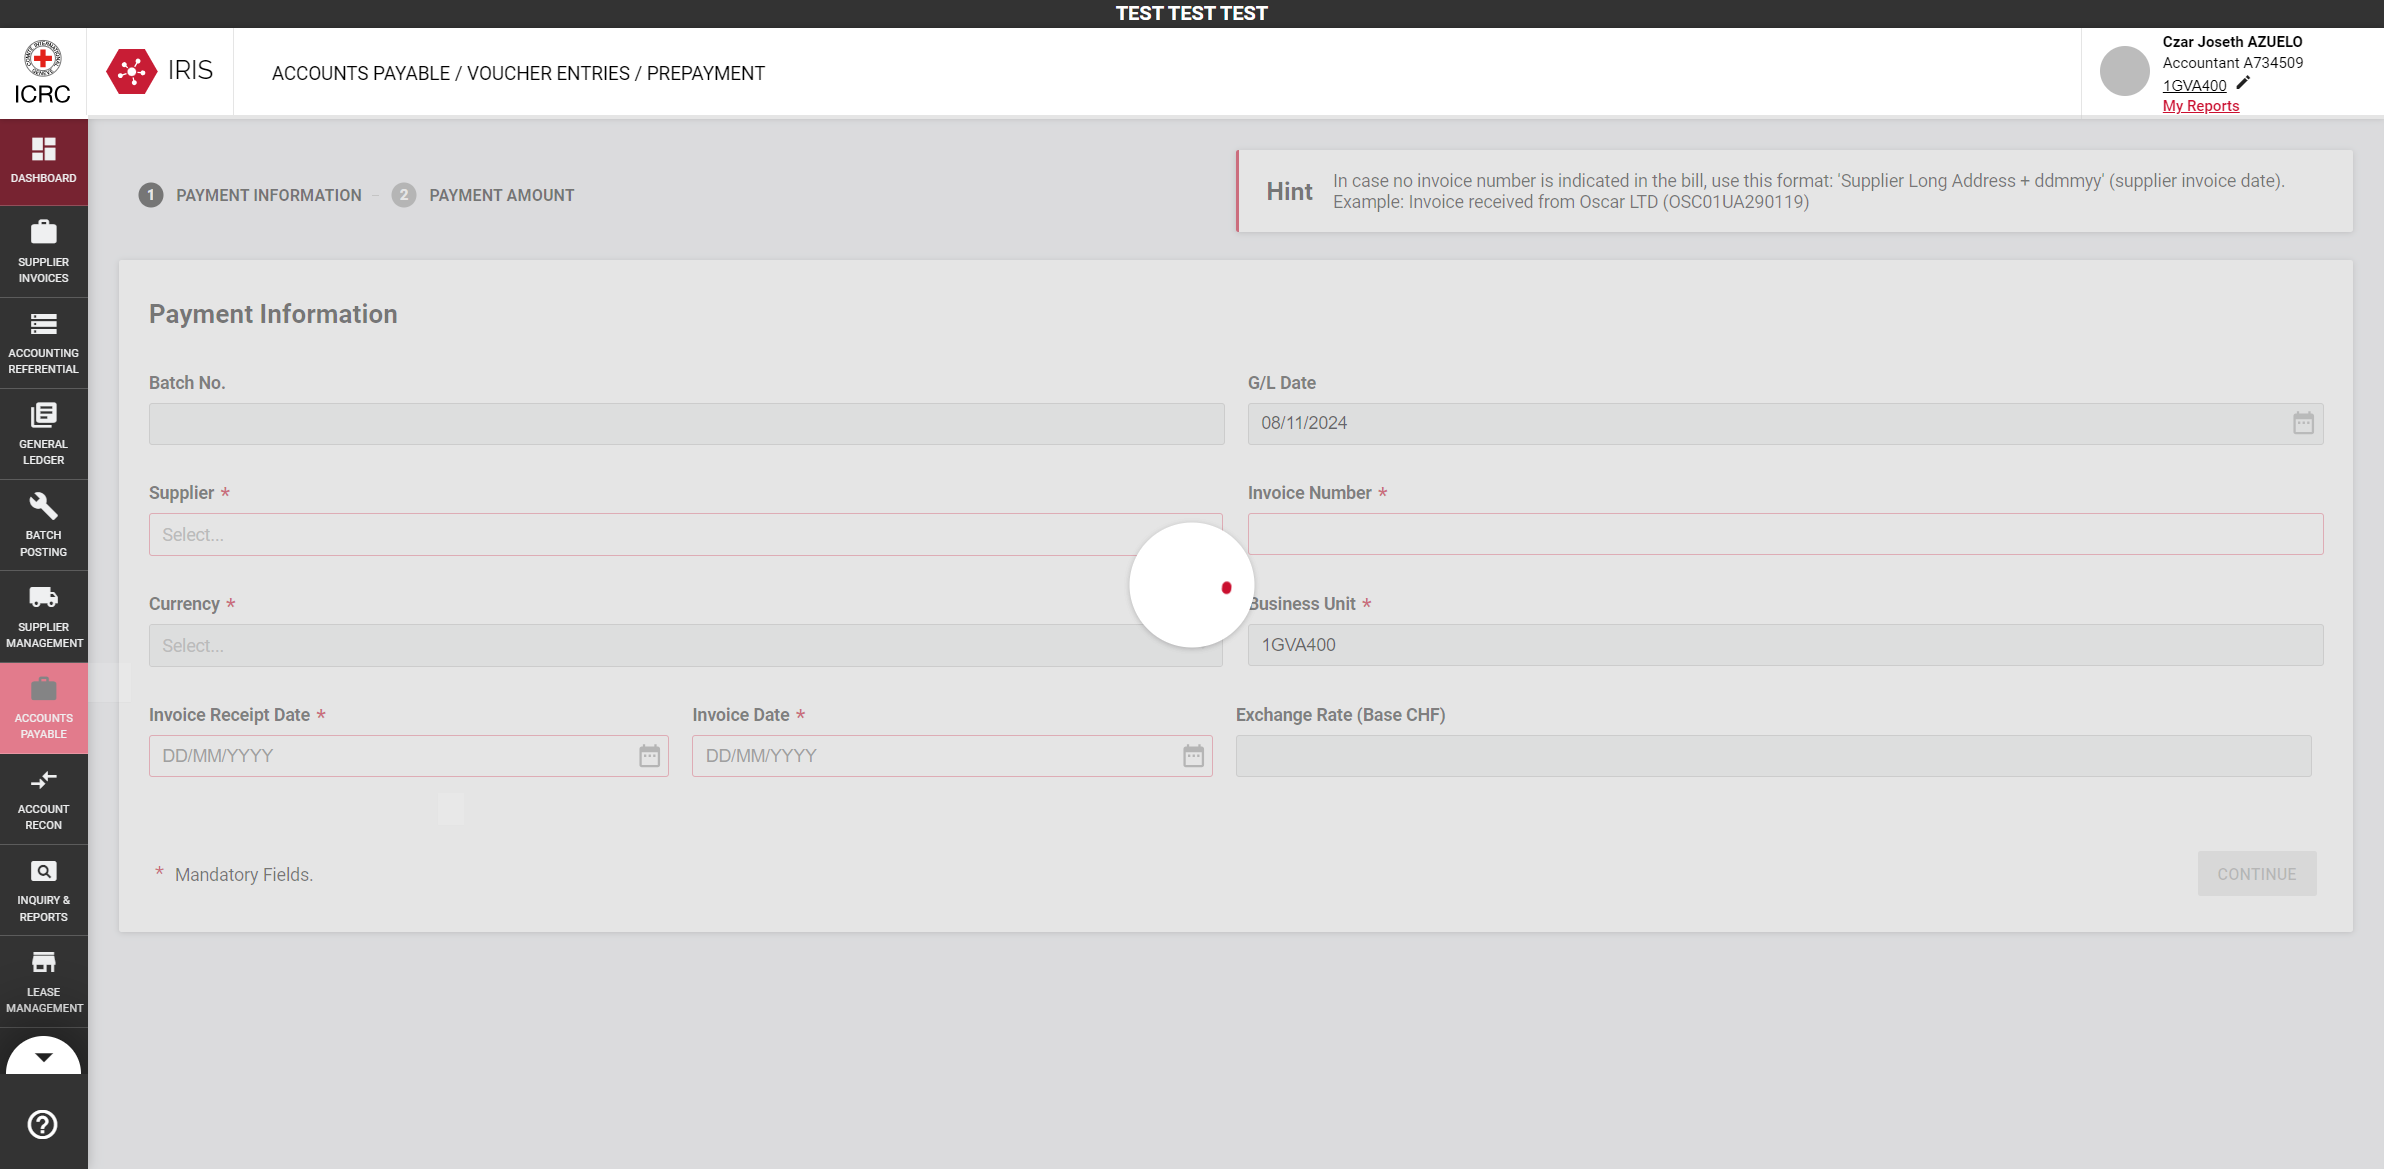 TEST TEST TEST
ICRC
IRIS
ACCOUNTS PAYABLE / VOUCHER ENTRIES / PREPAYMENT
Czar Joseth AZUELO
Accountant A734509
1GVA400
My Reports
DASHBOARD
SUPPLIER
INVOICES
ACCOUNTING
REFERENTIAL
GENERAL
LEDGER
BATCH
POSTING
SUPPLIER
MANAGEMENT
ACCOUNTS
PAYABLE
ACCOUNT
RECON
INQUIRY &
REPORTS
LEASE
MANAGEMENT
1 PAYMENT INFORMATION - 2 PAYMENT AMOUNT
Hint
In case no invoice number is indicated in the bill, use this format: 'Supplier Long Address + ddmmyy' (supplier invoice date).
Example: Invoice received from Oscar LTD (OSC01UA290119)
Payment Information
Batch No.
G/L Date
08/11/2024
Supplier *
Select...
Invoice Number *
Currency *
Select...
Business Unit *
1GVA400
Invoice Receipt Date *
DD/MM/YYYY
Invoice Date *
DD/MM/YYYY
Exchange Rate (Base CHF)
* Mandatory Fields.
CONTINUE